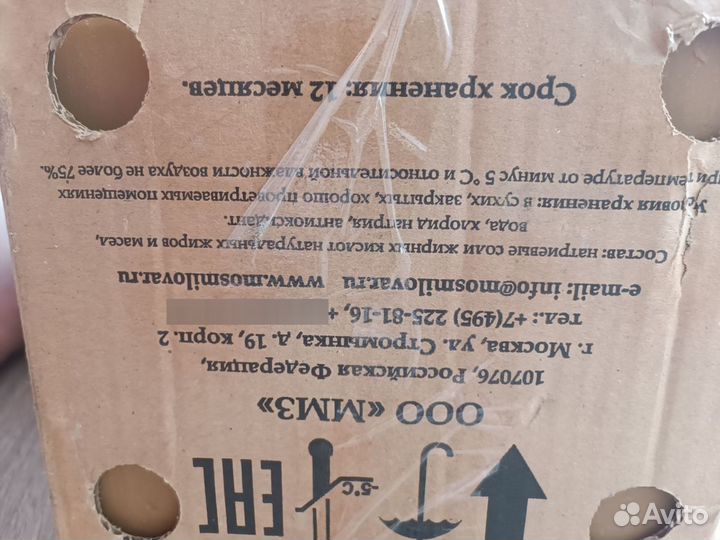 EAC
-5°C
ООО «ММЗ»
107076, Российская Федерация,
г. Москва, ул. Стромынка, д. 19, корп. 2
тел.: +7(495) 225-81-16, +
e-mail: info@mosmilovar.ru www.mosmilovar.ru
Состав: натриевые соли жирных кислот натуральных жиров и масел,
вода, хлорид натрия, антиоксидант.
Условия хранения: в сухих, закрытых, хорошо проветриваемых помещениях
при температуре от минус 5 °С и относительной влажности воздуха не более 75%.
Срок хранения: 12 месяцев.
Avito